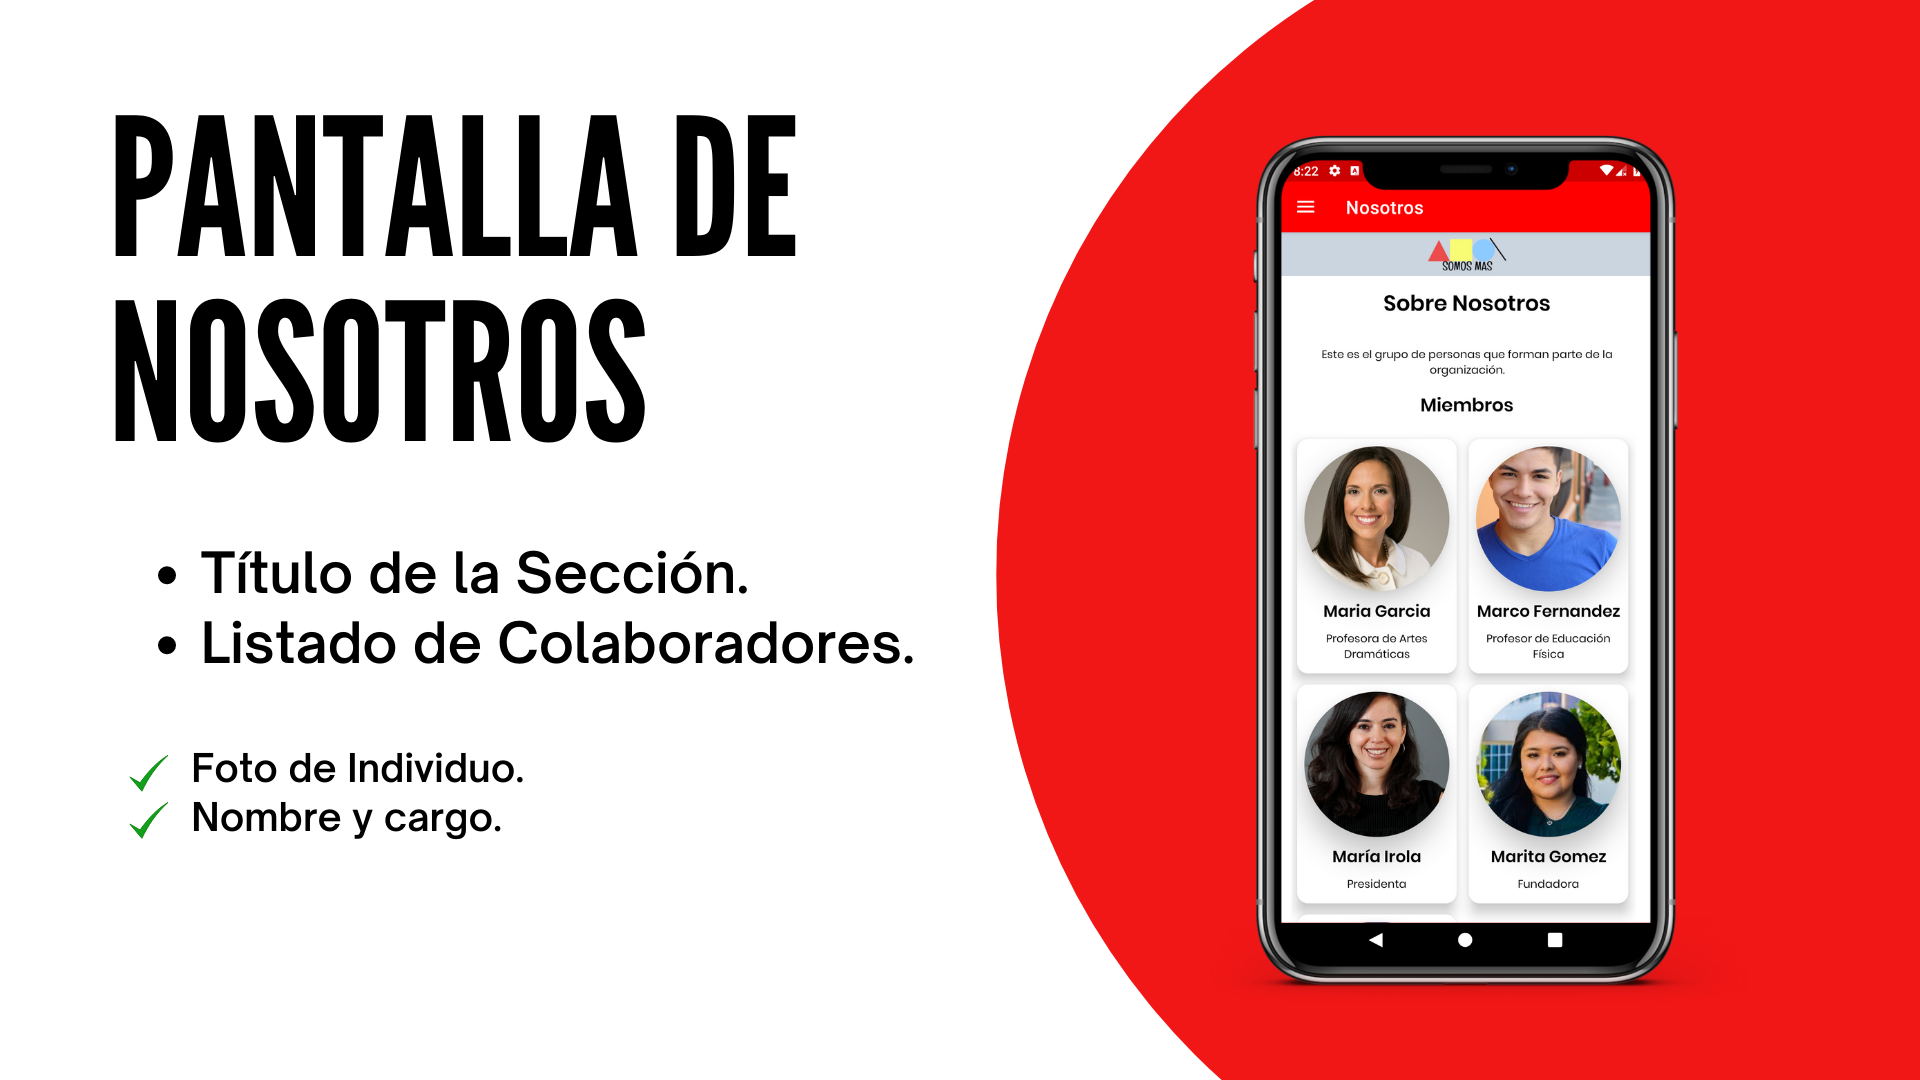 PANTALLA DE
NOSOTROS
• Título de la Sección.
• Listado de Colaboradores.
Foto de Individuo.
Nombre y cargo.
8:22
Nosotros
SOMOS MAS
Sobre Nosotros
Este es el grupo de personas que forman parte de la
organización.
Miembros
Maria Garcia
Profesora de Artes
Dramáticas
Marco Fernandez
Profesor de Educación
Física
María Irola
Presidenta
Marita Gomez
Fundadora